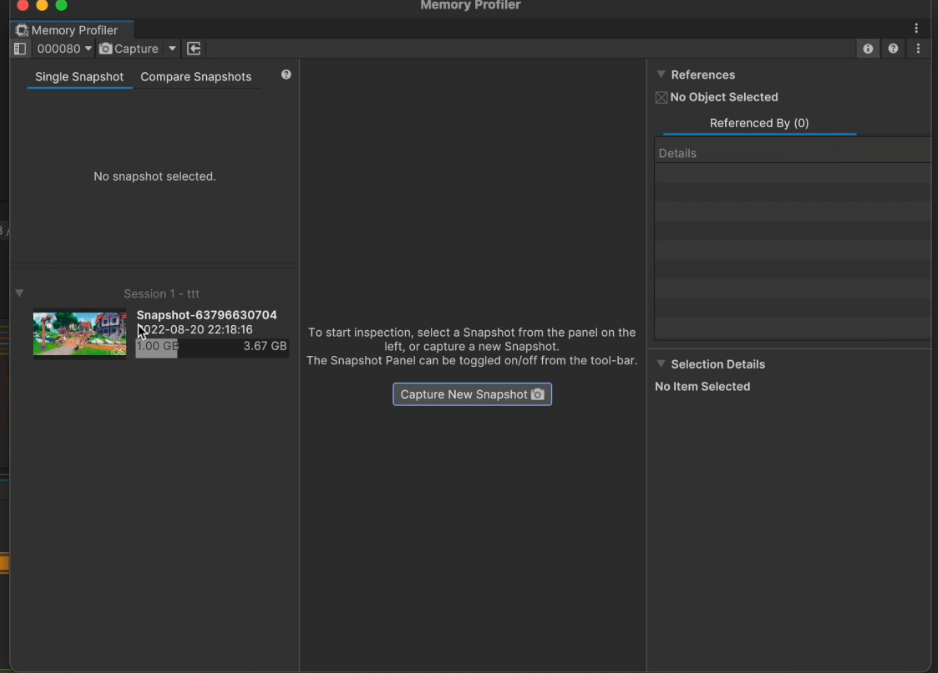 Memory Profiler
Memory Profiler
000080 Capture
Single Snapshot Compare Snapshots
No snapshot selected.
Session 1 - ttt
Snapshot-63796630704
2022-08-20 22:18:16
1.00 GB 3.67 GB
To start inspection, select a Snapshot from the panel on the
left, or capture a new Snapshot.
The Snapshot Panel can be toggled on/off from the tool-bar.
Capture New Snapshot
References
No Object Selected
Referenced By (0)
Details
Selection Details
No Item Selected